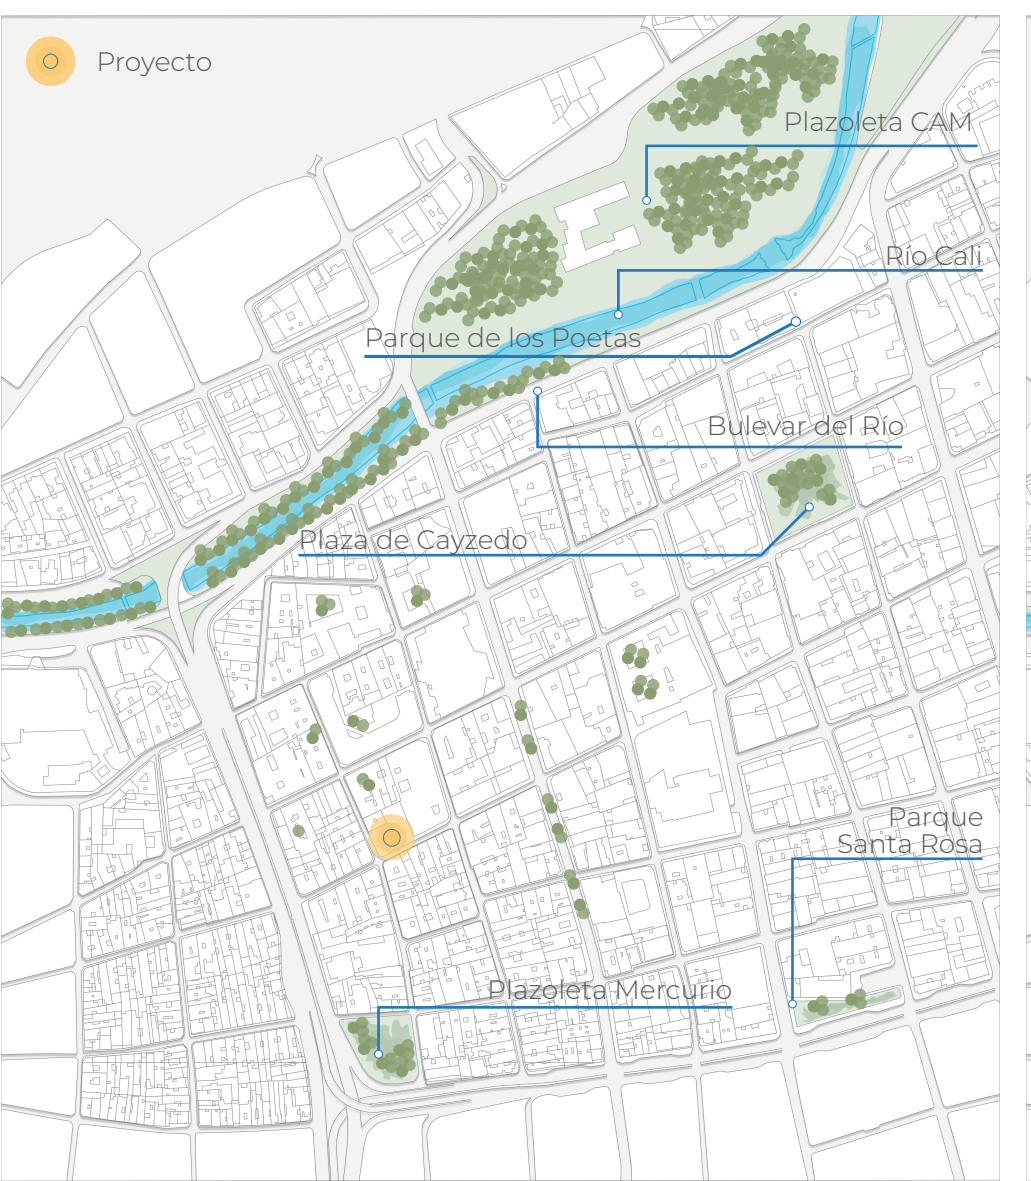 Proyecto
Plazoleta CAM
Río Cali
Parque de los Poetas
Bulevar del Río
Plaza de Cayzedo
Parque
Santa Rosa
Plazoleta Mercurio